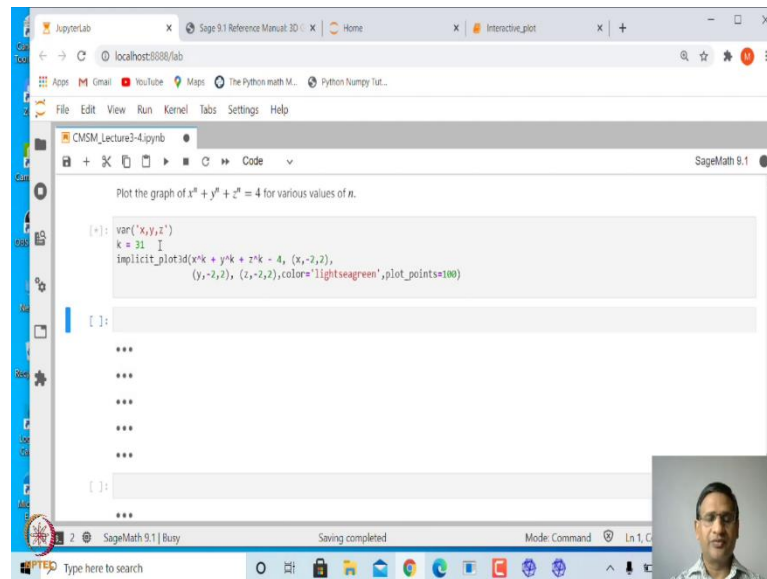 JupyterLab
Sage 9.1 Reference Manual: 3D G
Home
Interactive_plot
localhost:8888/lab
Apps
Gmail
YouTube
Maps
The Python math M...
Python Numpy Tut...
File Edit View Run Kernel Tabs Settings Help
CMSM_Lecture3-4.ipynb
Code
SageMath 9.1
Plot the graph of xⁿ + yⁿ + zⁿ = 4 for various values of n.
[*]: var('x,y,z')
k = 31
implicit_plot3d(x^k + y^k + z^k - 4, (x,-2,2),
(y,-2,2), (z,-2,2),color='lightseagreen',plot_points=100)
[ ]:
[ ]:
2
SageMath 9.1 | Busy
Saving completed
Mode: Command
Ln 1, C
Type here to search